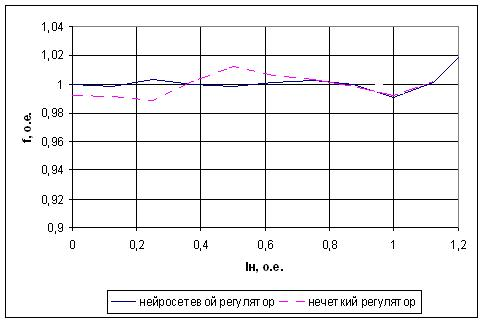 1,04
1,02
1
0,98
0,96
0,94
0,92
0,9
f, о.е.
0 0,2 0,4 0,6 0,8 1 1,2
Iн, о.е.
нейросетевой регулятор нечеткий регулятор